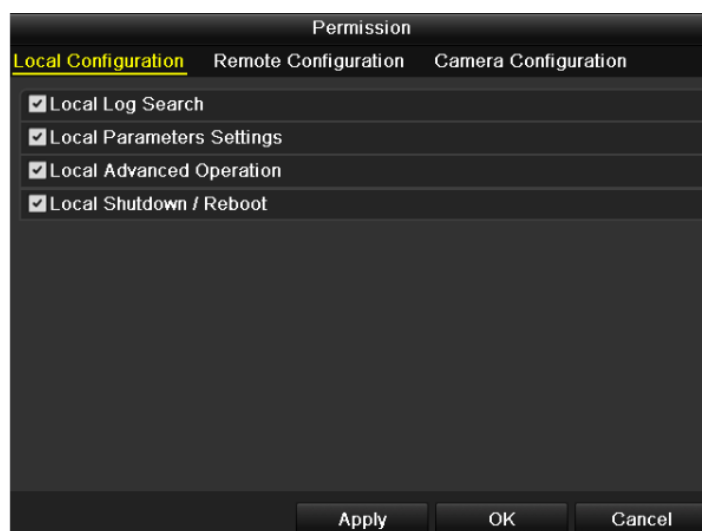 Permission
Local Configuration Remote Configuration Camera Configuration
Local Log Search
Local Parameters Settings
Local Advanced Operation
Local Shutdown / Reboot
Apply OK Cancel